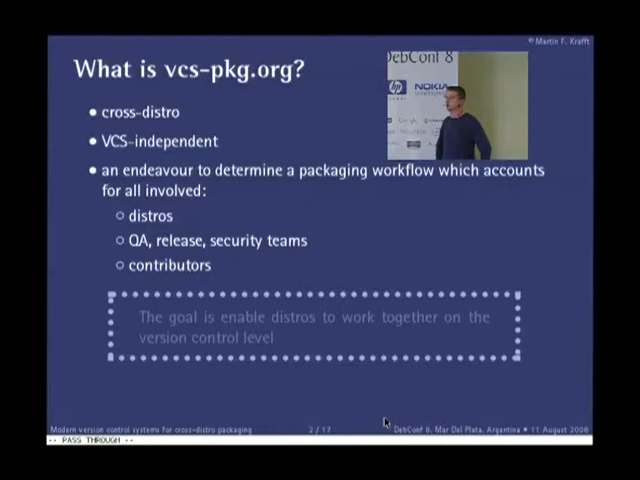 © Martin F. Krafft
What is vcs-pkg.org?
DebConf 8
hp
NOKIA
cross-distro
VCS-independent
an endeavour to determine a packaging workflow which accounts
for all involved:
distros
QA, release, security teams
contributors
The goal is enable distros to work together on the
version control level
Modern version control systems for cross-distro packaging
2 / 17
DebConf 8, Mar Del Plata, Argentina • 11 August 2008
-- PASS THROUGH --